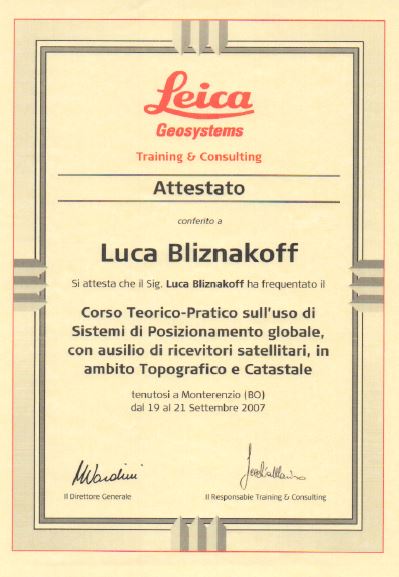 Leica
Geosystems
Training & Consulting
Attestato
conferito a
Luca Bliznakoff
Si attesta che il Sig. Luca Bliznakoff ha frequentato il
Corso Teorico-Pratico sull'uso di
Sistemi di Posizionamento globale,
con ausilio di ricevitori satellitari, in
ambito Topografico e Catastale
tenutosi a Monterenzio (BO)
dal 19 al 21 Settembre 2007
Il Direttore Generale
Il Responsabile Training & Consulting